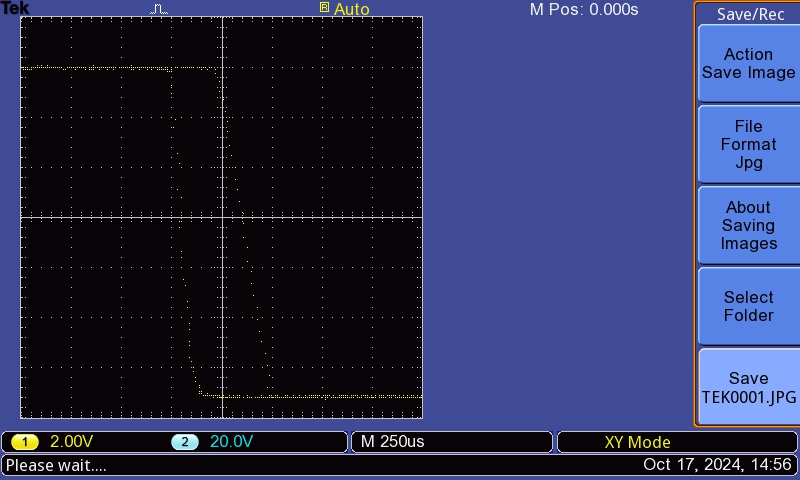 Tek
R Auto
M Pos: 0.000s
Save/Rec
Action
Save Image
File
Format
Jpg
About
Saving
Images
Select
Folder
Save
TEK0001.JPG
1 2.00V
2 20.0V
M 250us
XY Mode
Please wait....
Oct 17, 2024, 14:56